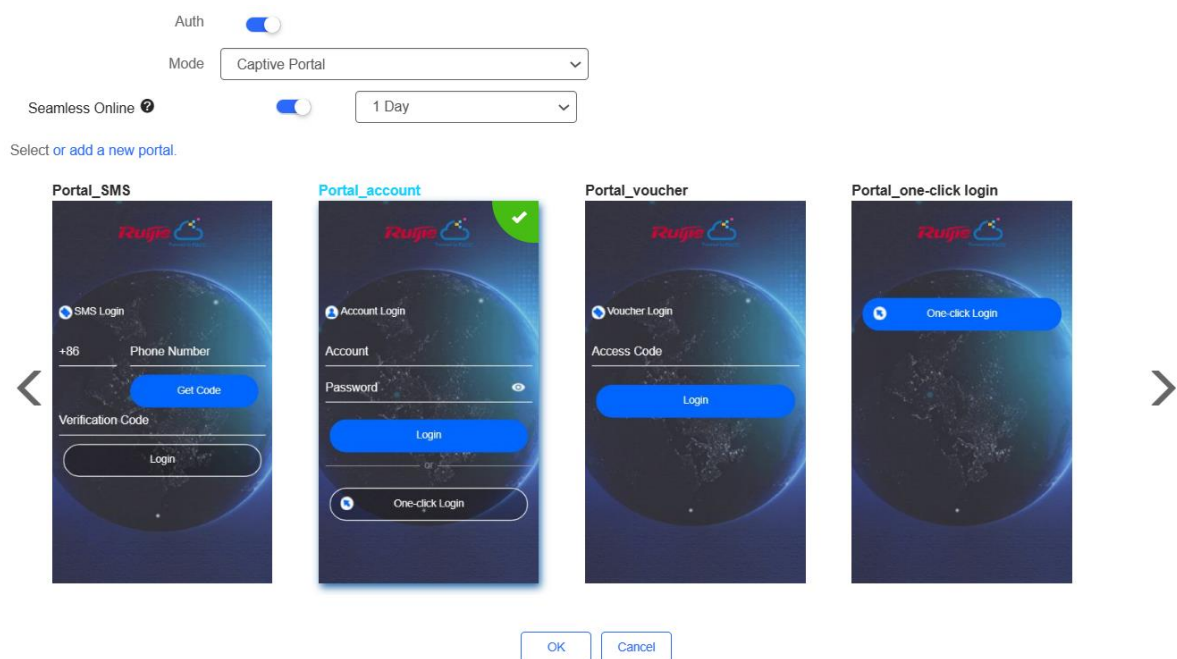 Auth
Mode Captive Portal
Seamless Online ? 1 Day
Select or add a new portal.
Portal_SMS
Ruijie
SMS Login
+86 Phone Number
Get Code
Verification Code
Login
Portal_account
Ruijie
Account Login
Account
Password
Login
or
One-click Login
Portal_voucher
Ruijie
Voucher Login
Access Code
Login
Portal_one-click login
Ruijie
One-click Login
OK Cancel